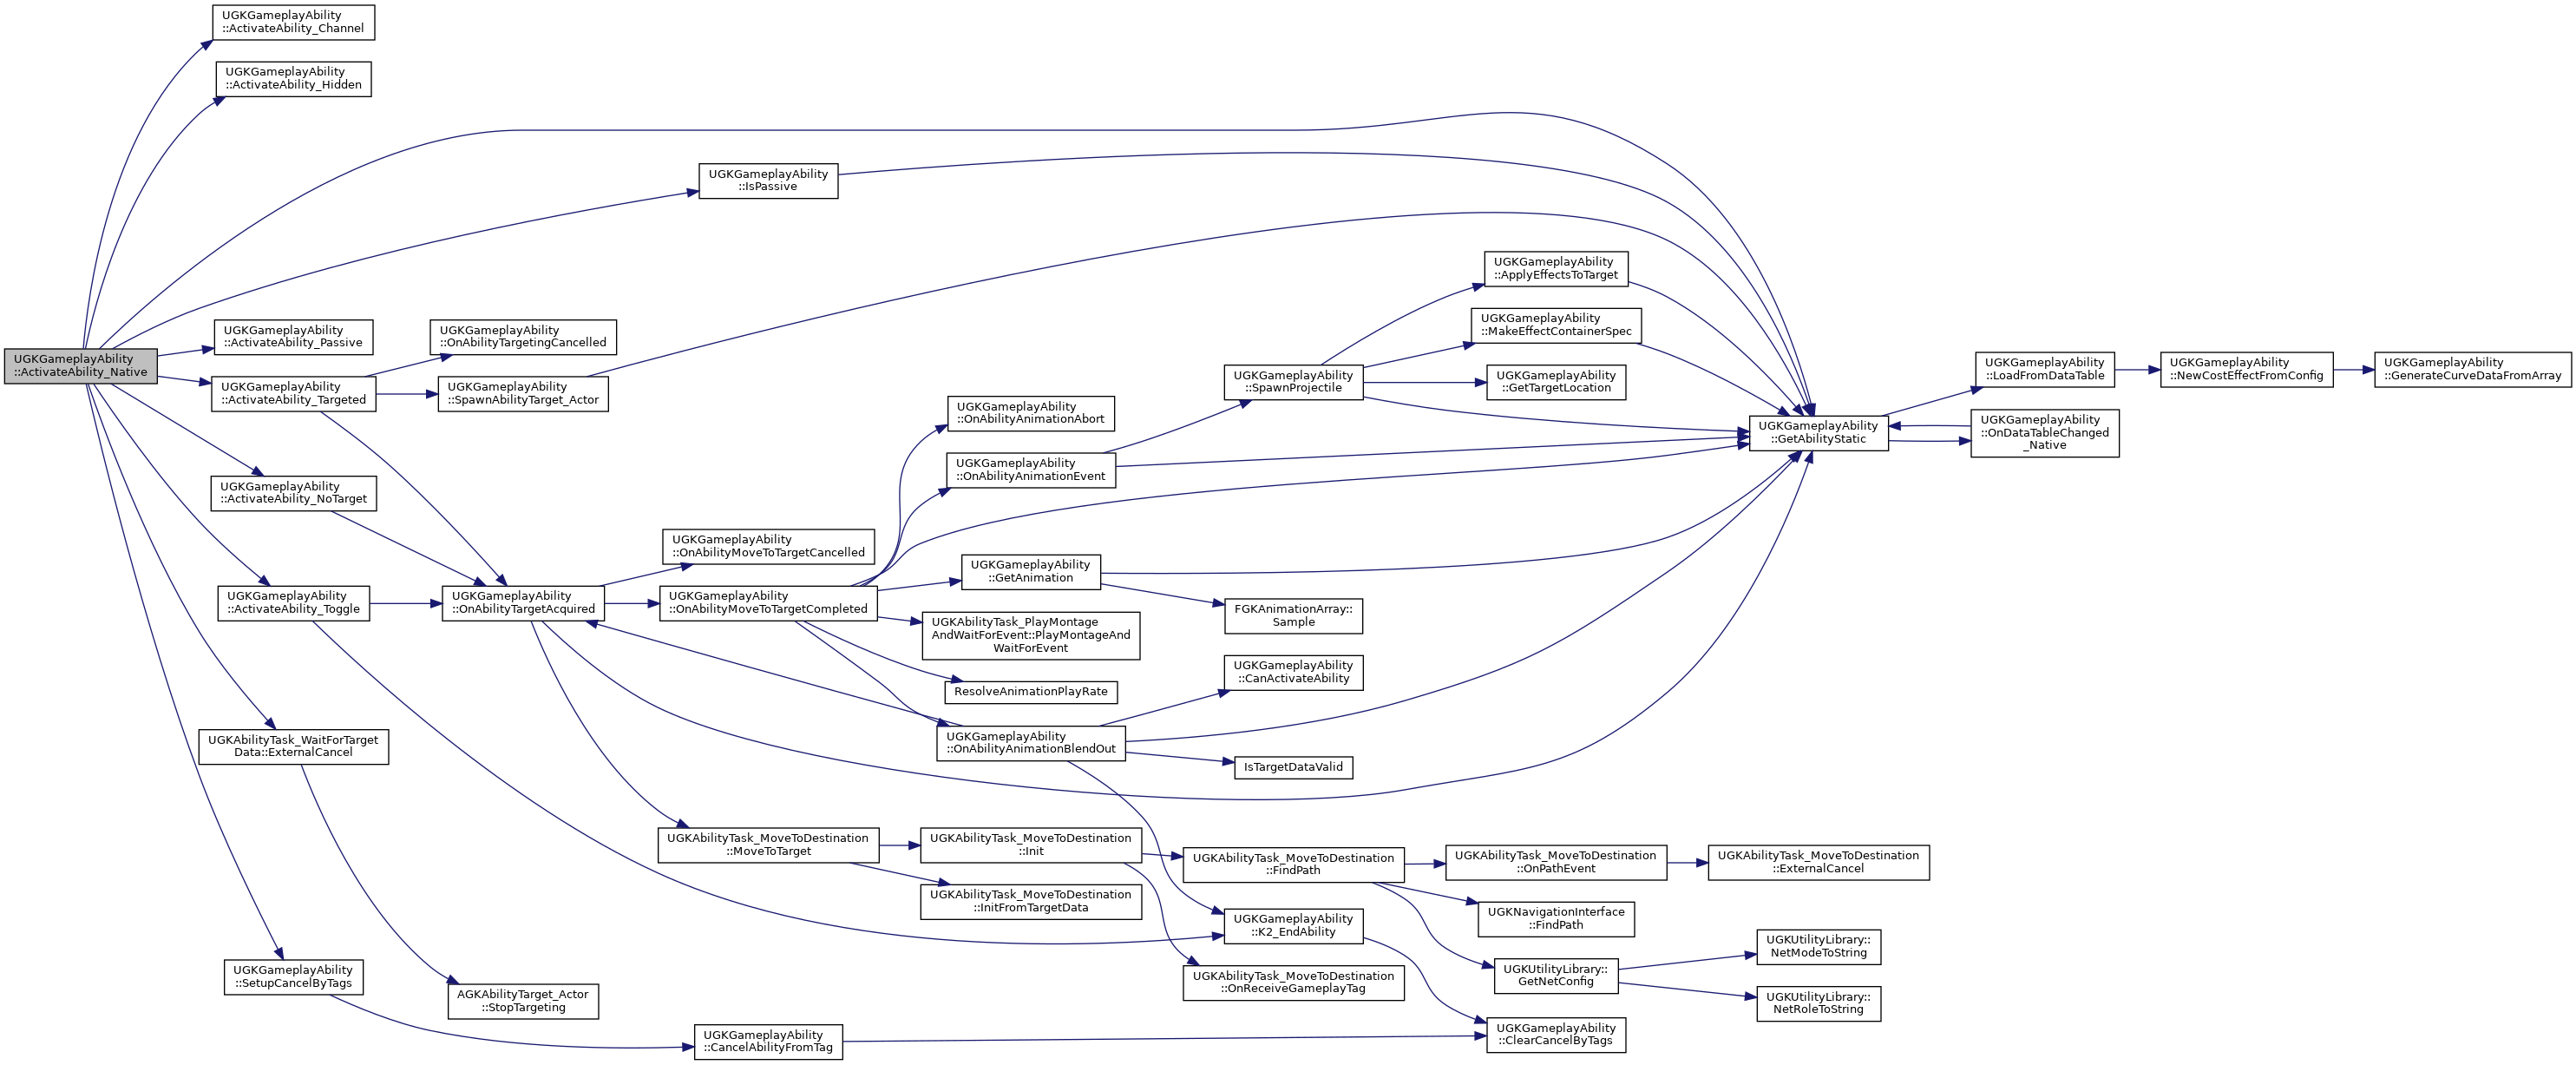 UGKGameplayAbility
::ActivateAbility_Native
UGKGameplayAbility
::ActivateAbility_Channel
UGKGameplayAbility
::ActivateAbility_Hidden
UGKGameplayAbility
::IsPassive
UGKGameplayAbility
::ActivateAbility_Passive
UGKGameplayAbility
::ActivateAbility_Targeted
UGKGameplayAbility
::ActivateAbility_NoTarget
UGKGameplayAbility
::ActivateAbility_Toggle
UGKAbilityTask_WaitForTarget
Data::ExternalCancel
UGKGameplayAbility
::SetupCancelByTags
UGKGameplayAbility
::OnAbilityTargetingCancelled
UGKGameplayAbility
::SpawnAbilityTarget_Actor
UGKGameplayAbility
::OnAbilityTargetAcquired
AGKAbilityTarget_Actor
::StopTargeting
UGKGameplayAbility
::OnAbilityMoveToTargetCancelled
UGKGameplayAbility
::OnAbilityMoveToTargetCompleted
UGKAbilityTask_MoveToDestination
::MoveToTarget
UGKGameplayAbility
::CancelAbilityFromTag
UGKGameplayAbility
::OnAbilityAnimationAbort
UGKGameplayAbility
::OnAbilityAnimationEvent
UGKGameplayAbility
::GetAnimation
UGKAbilityTask_PlayMontage
AndWaitForEvent::PlayMontageAnd
WaitForEvent
ResolveAnimationPlayRate
UGKGameplayAbility
::OnAbilityAnimationBlendOut
UGKAbilityTask_MoveToDestination
::Init
UGKAbilityTask_MoveToDestination
::InitFromTargetData
UGKGameplayAbility
::SpawnProjectile
FGKAnimationArray::
Sample
UGKGameplayAbility
::CanActivateAbility
IsTargetDataValid
UGKAbilityTask_MoveToDestination
::FindPath
UGKGameplayAbility
::K2_EndAbility
UGKAbilityTask_MoveToDestination
::OnReceiveGameplayTag
UGKGameplayAbility
::ApplyEffectsToTarget
UGKGameplayAbility
::MakeEffectContainerSpec
UGKGameplayAbility
::GetTargetLocation
UGKAbilityTask_MoveToDestination
::OnPathEvent
UGKNavigationInterface
::FindPath
UGKUtilityLibrary::
GetNetConfig
UGKGameplayAbility
::ClearCancelByTags
UGKGameplayAbility
::GetAbilityStatic
UGKAbilityTask_MoveToDestination
::ExternalCancel
UGKUtilityLibrary::
NetModeToString
UGKUtilityLibrary::
NetRoleToString
UGKGameplayAbility
::LoadFromDataTable
UGKGameplayAbility
::OnDataTableChanged
_Native
UGKGameplayAbility
::NewCostEffectFromConfig
UGKGameplayAbility
::GenerateCurveDataFromArray